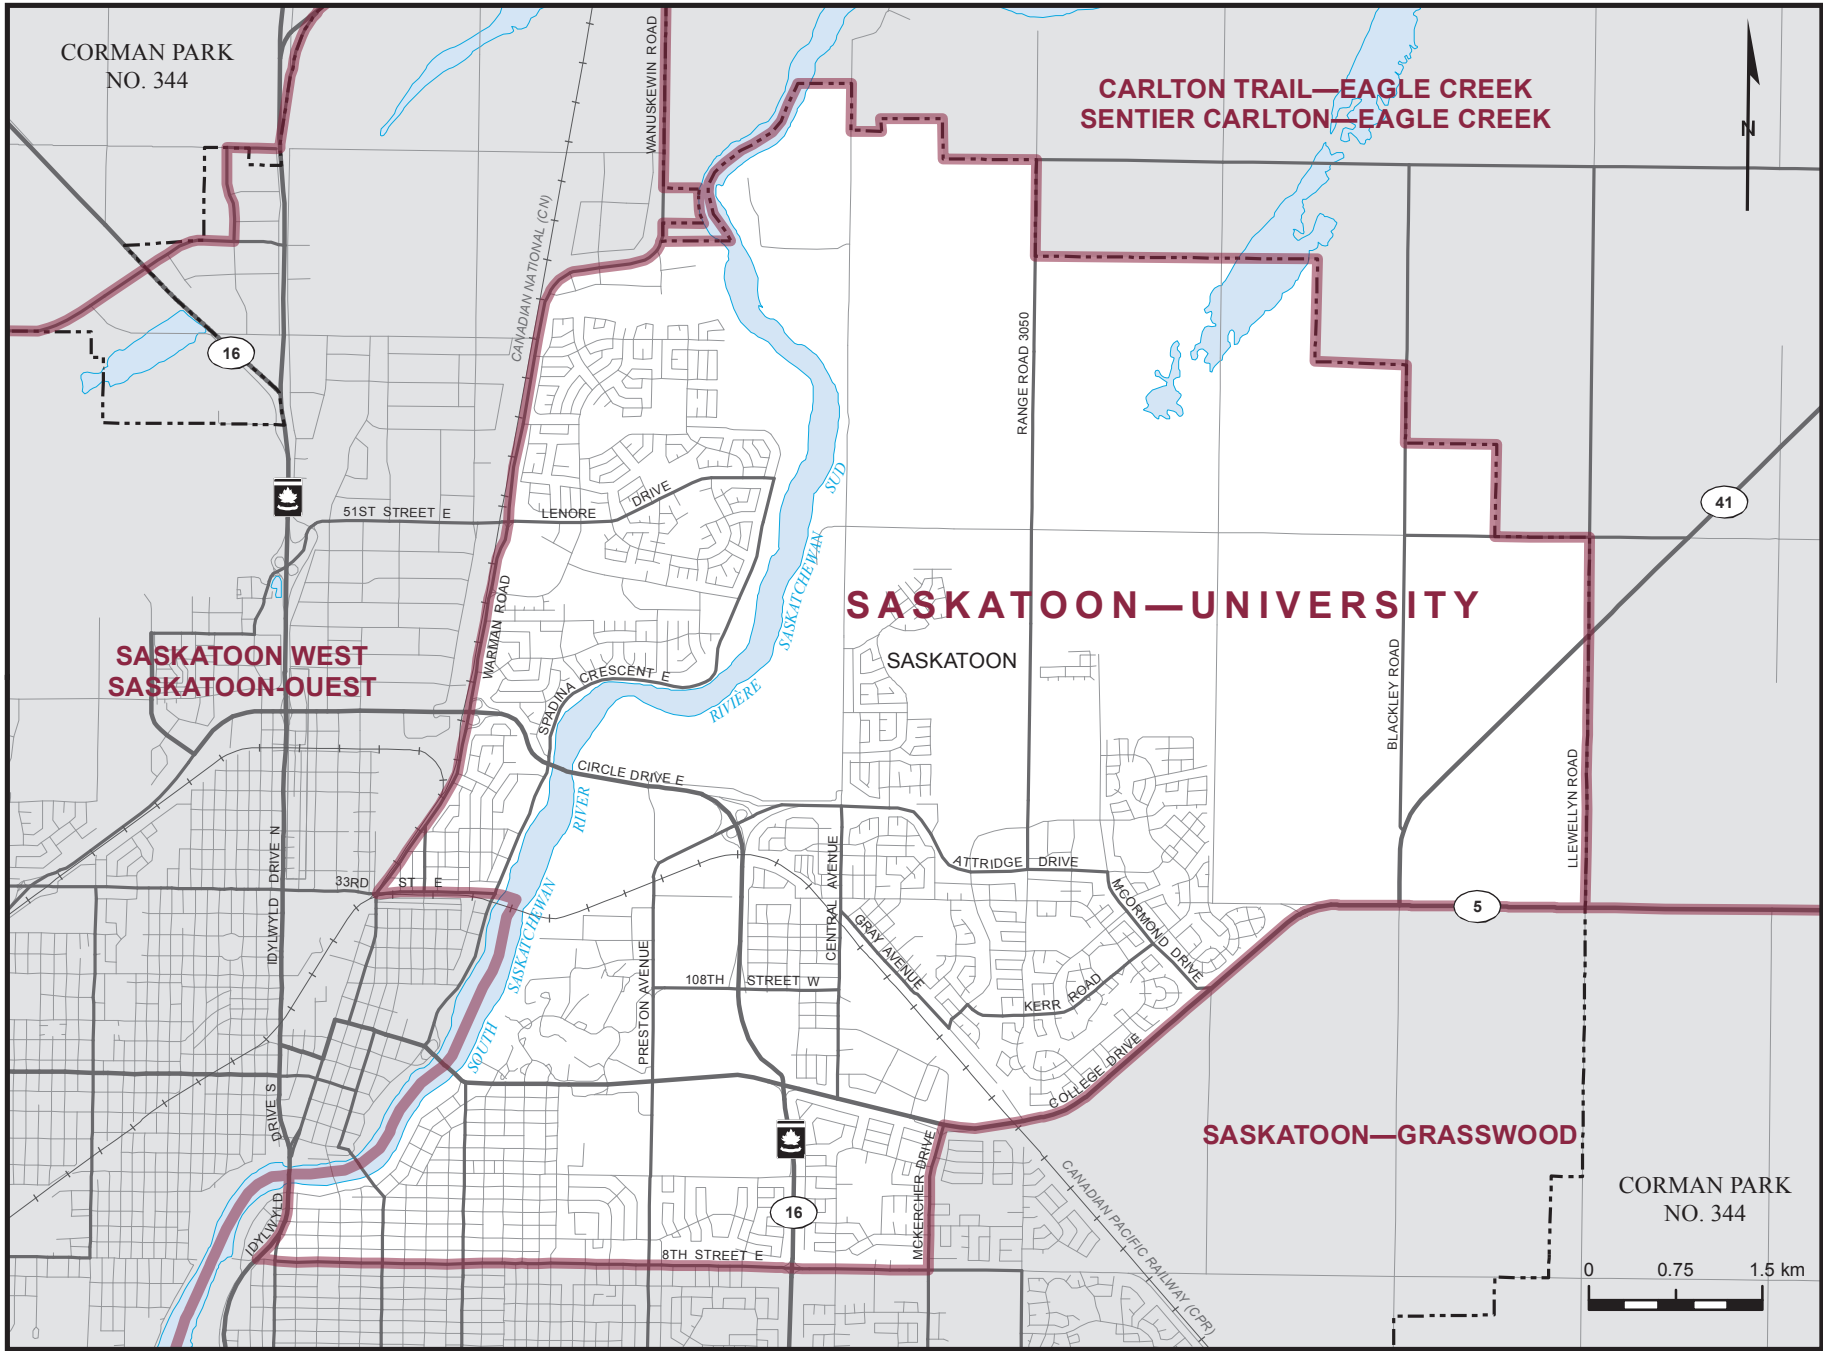 CORMAN PARK
NO. 344
WANUSKEWIN ROAD
CARLTON TRAIL—EAGLE CREEK
SENTIER CARLTON—EAGLE CREEK
N
CANADIAN NATIONAL (CN)
16
RANGE ROAD 3050
41
51ST STREET E
LENORE DRIVE
SUD
SASKATCHEWAN
RIVIÈRE
SASKATOON—UNIVERSITY
SASKATOON
WARMAN ROAD
SASKATOON WEST
SASKATOON-OUEST
SPADINA CRESCENT E
BLACKLEY ROAD
LLEWELLYN ROAD
CIRCLE DRIVE E
RIVER
SASKATCHEWAN
SOUTH
IDYLWYLD DRIVE N
33RD ST E
CENTRAL AVENUE
ATTRIDGE DRIVE
MCORMOND DRIVE
5
GRAY AVENUE
PRESTON AVENUE
108TH STREET W
KERR ROAD
COLLEGE DRIVE
IDYLWYLD DRIVE S
SASKATOON—GRASSWOOD
MCKERCHER DRIVE
CANADIAN PACIFIC RAILWAY (CPR)
16
8TH STREET E
CORMAN PARK
NO. 344
0 0.75 1.5 km